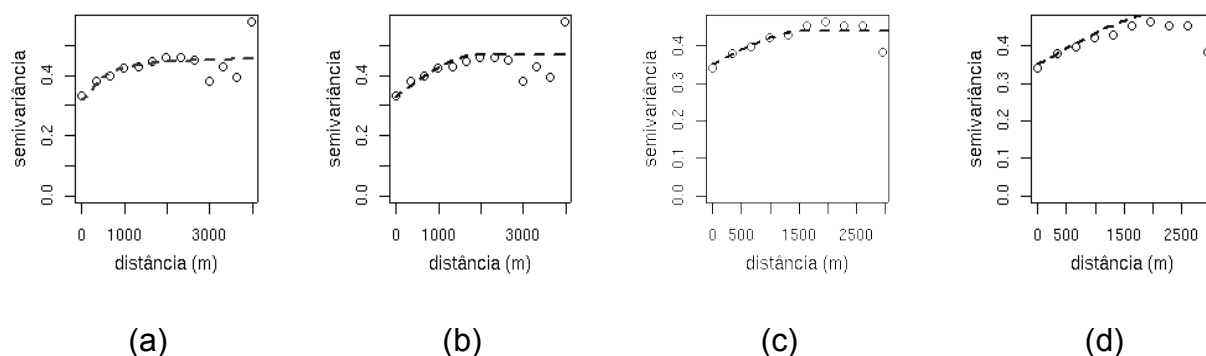 semivariância
0.0 0.2 0.4
0 1000 3000
distância (m)
(a)
semivariância
0.0 0.2 0.4
0 1000 3000
distância (m)
(b)
semivariância
0.0 0.1 0.2 0.3 0.4
0 500 1500 2500
distância (m)
(c)
semivariância
0.0 0.1 0.2 0.3 0.4
0 500 1500 2500
distância (m)
(d)